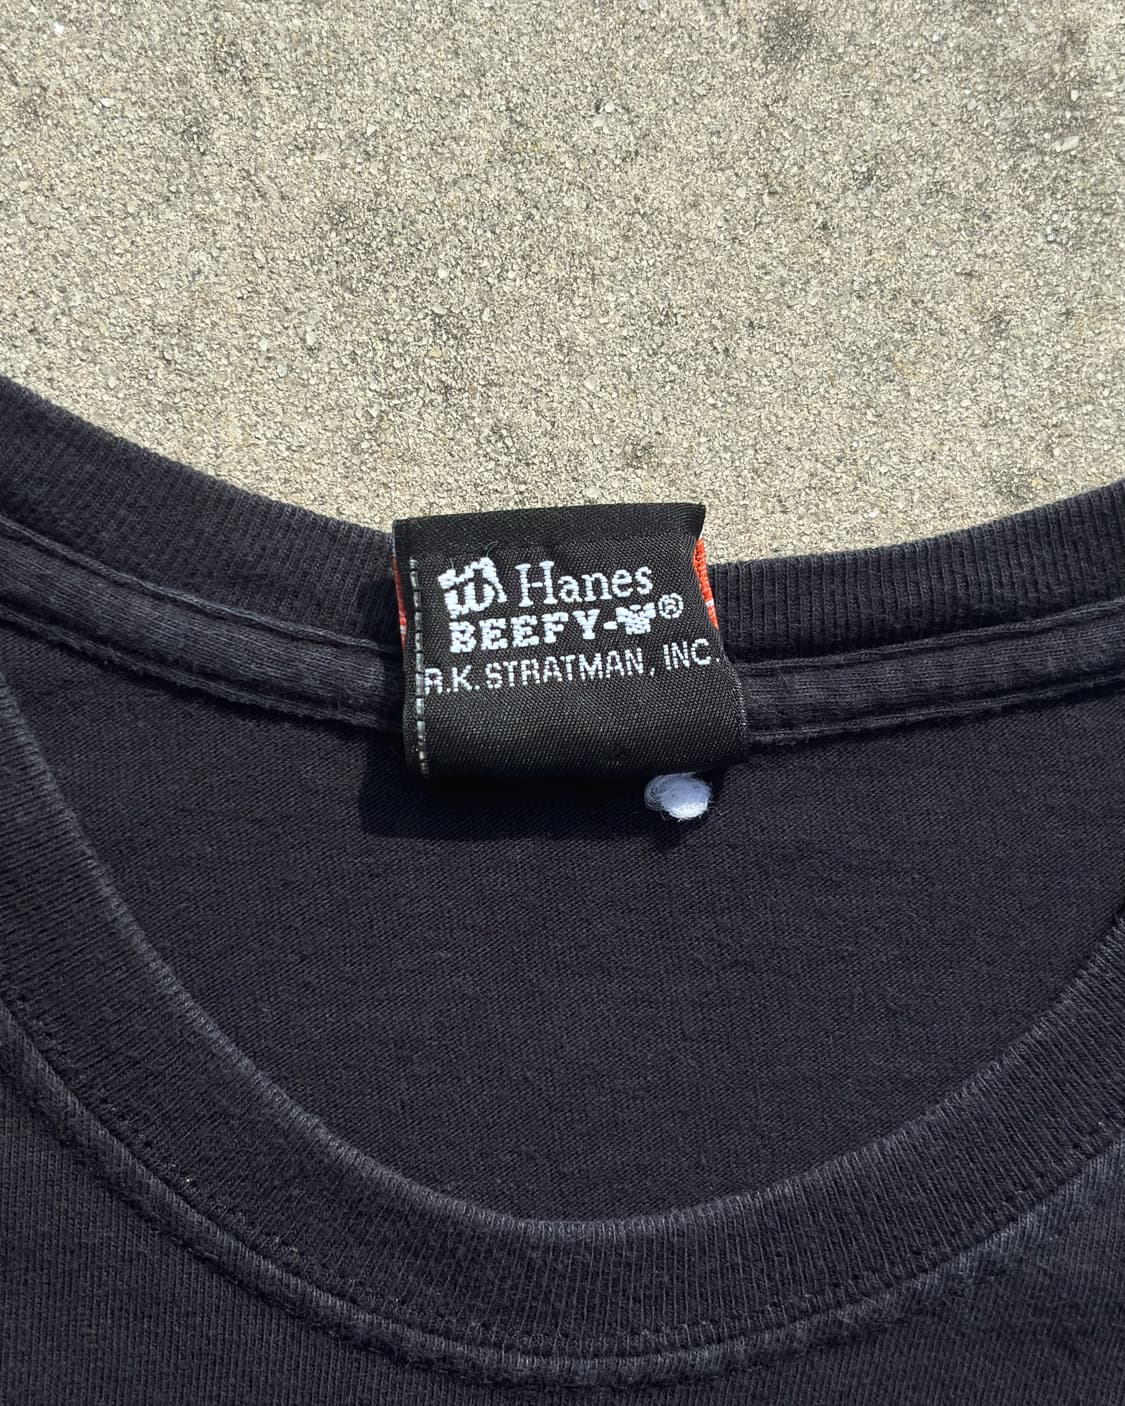 Hanes
BEEFY-®
R.K. STRATMAN, INC.